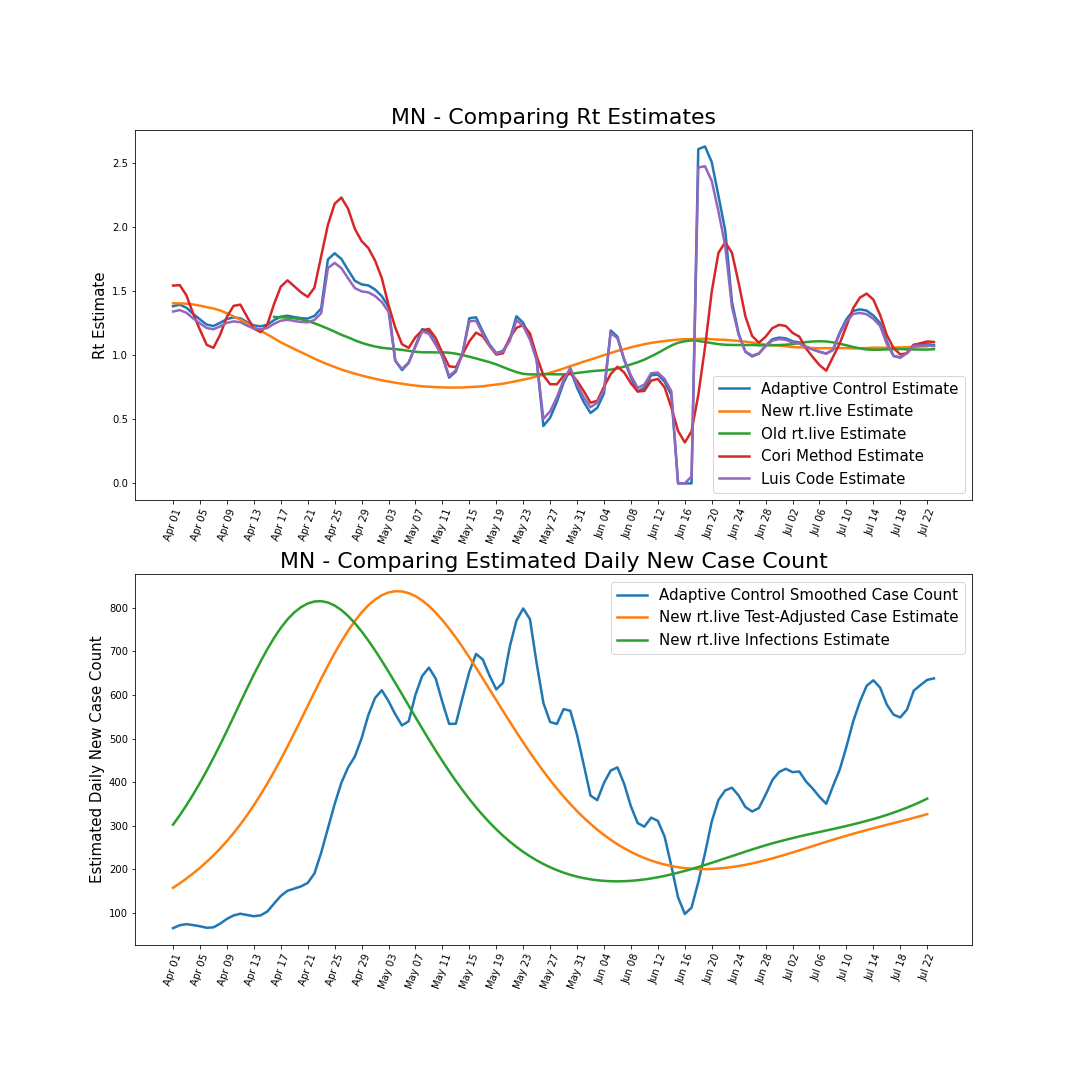 MN - Comparing Rt Estimates
Rt Estimate
2.5
2.0
1.5
1.0
0.5
0.0
Adaptive Control Estimate
New rt.live Estimate
Old rt.live Estimate
Cori Method Estimate
Luis Code Estimate
Apr 01 Apr 05 Apr 09 Apr 13 Apr 17 Apr 21 Apr 25 Apr 29 May 03 May 07 May 11 May 15 May 19 May 23 May 27 May 31 Jun 04 Jun 08 Jun 12 Jun 16 Jun 20 Jun 24 Jun 28 Jul 02 Jul 06 Jul 10 Jul 14 Jul 18 Jul 22
MN - Comparing Estimated Daily New Case Count
Estimated Daily New Case Count
800
700
600
500
400
300
200
100
Adaptive Control Smoothed Case Count
New rt.live Test-Adjusted Case Estimate
New rt.live Infections Estimate
Apr 01 Apr 05 Apr 09 Apr 13 Apr 17 Apr 21 Apr 25 Apr 29 May 03 May 07 May 11 May 15 May 19 May 23 May 27 May 31 Jun 04 Jun 08 Jun 12 Jun 16 Jun 20 Jun 24 Jun 28 Jul 02 Jul 06 Jul 10 Jul 14 Jul 18 Jul 22